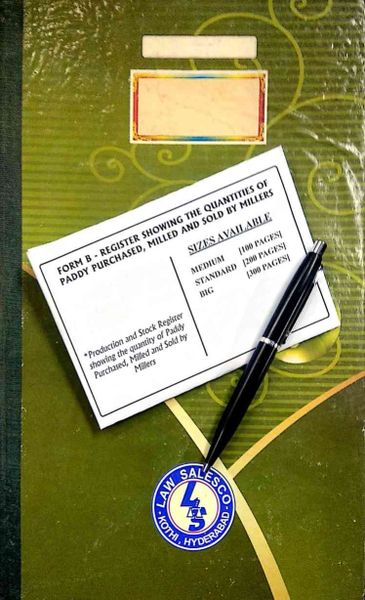 FORM B - REGISTER SHOWING THE QUANTITIES OF
PADDY PURCHASED, MILLED AND SOLD BY MILLERS
SIZES AVAILABLE
MEDIUM [100 PAGES]
STANDARD [200 PAGES]
BIG [300 PAGES]
*Production and Stock Register
showing the quantity of Paddy
Purchased, Milled and Sold by
Millers
LAW SALESCO
LAS
KOTHI, HYDERABAD